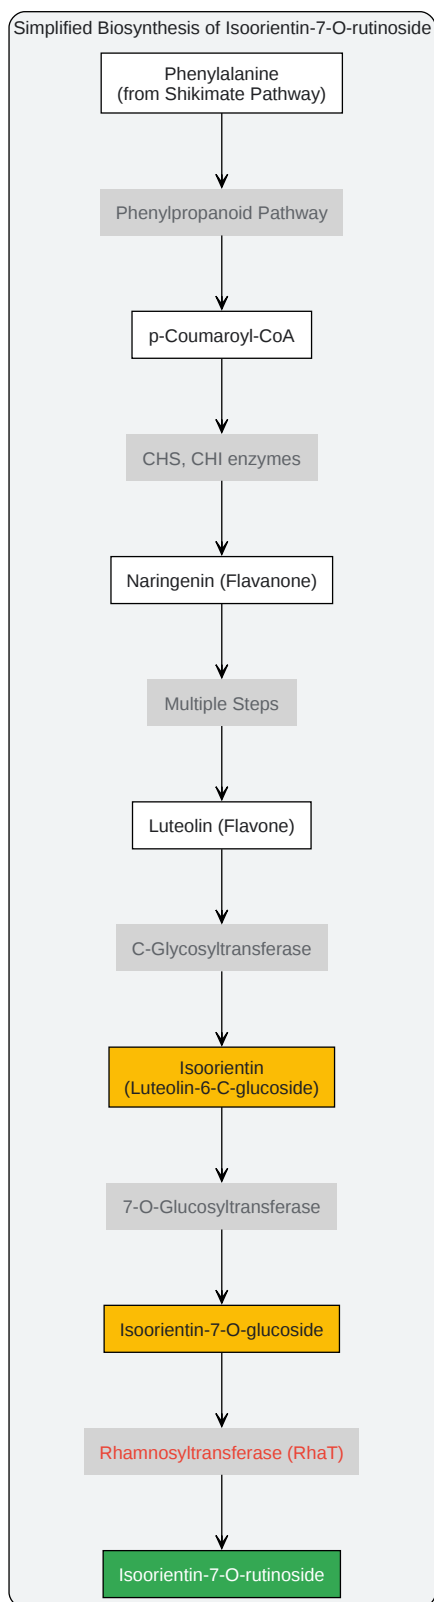 Simplified Biosynthesis of Isoorientin-7-O-rutinoside
Phenylalanine
(from Shikimate Pathway)
Phenylpropanoid Pathway
p-Coumaroyl-CoA
CHS, CHI enzymes
Naringenin (Flavanone)
Multiple Steps
Luteolin (Flavone)
C-Glycosyltransferase
Isoorientin
(Luteolin-6-C-glucoside)
7-O-Glucosyltransferase
Isoorientin-7-O-glucoside
Rhamnosyltransferase (RhaT)
Isoorientin-7-O-rutinoside